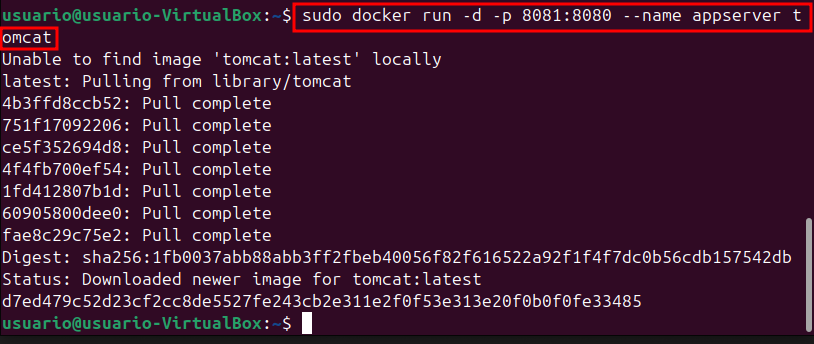 usuario@usuario-VirtualBox:~$ sudo docker run -d -p 8081:8080 --name appserver t
omcat
Unable to find image 'tomcat:latest' locally
latest: Pulling from library/tomcat
4b3ffd8ccb52: Pull complete
751f17092206: Pull complete
ce5f352694d8: Pull complete
4f4fb700ef54: Pull complete
1fd412807b1d: Pull complete
60905800dee0: Pull complete
fae8c29c75e2: Pull complete
Digest: sha256:1fb0037abb88abb3ff2fbeb40056f82f616522a92f1f4f7dc0b56cdb157542db
Status: Downloaded newer image for tomcat:latest
d7ed479c52d23cf2cc8de5527fe243cb2e311e2f0f53e313e20f0b0f0fe33485
usuario@usuario-VirtualBox:~$